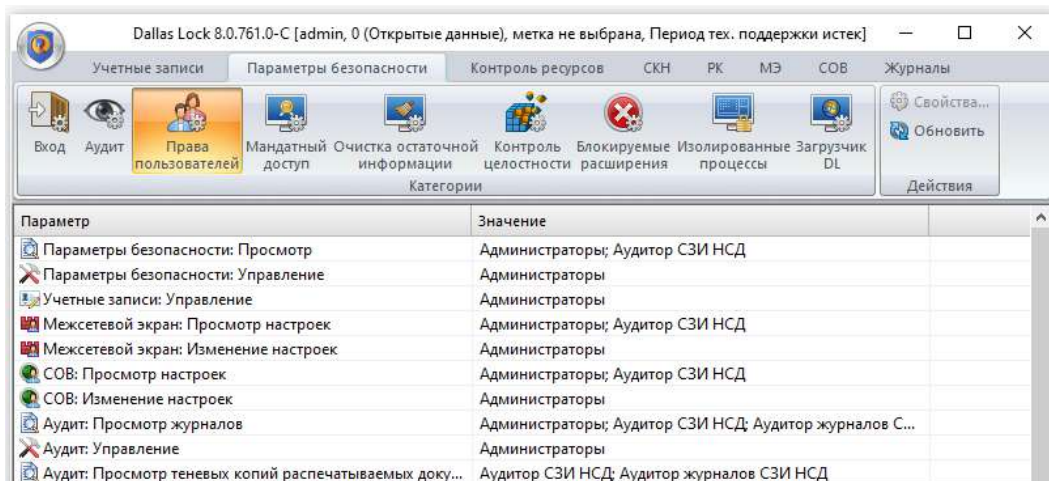 Dallas Lock 8.0.761.0-C [admin, 0 (Открытые данные), метка не выбрана, Период тех. поддержки истек]
Учетные записи Параметры безопасности Контроль ресурсов СКН РК МЭ СОВ Журналы
Вход Аудит Права пользователей Мандатный доступ Очистка остаточной информации Контроль целостности Блокируемые расширения Изолированные процессы Загрузчик DL
Свойства...
Обновить
Категории Действия
Параметр Значение
Параметры безопасности: Просмотр Администраторы; Аудитор СЗИ НСД
Параметры безопасности: Управление Администраторы
Учетные записи: Управление Администраторы
Межсетевой экран: Просмотр настроек Администраторы; Аудитор СЗИ НСД
Межсетевой экран: Изменение настроек Администраторы
СОВ: Просмотр настроек Администраторы; Аудитор СЗИ НСД
СОВ: Изменение настроек Администраторы
Аудит: Просмотр журналов Администраторы; Аудитор СЗИ НСД; Аудитор журналов С...
Аудит: Управление Администраторы
Аудит: Просмотр теневых копий распечатываемых доку... Аудитор СЗИ НСД; Аудитор журналов СЗИ НСД